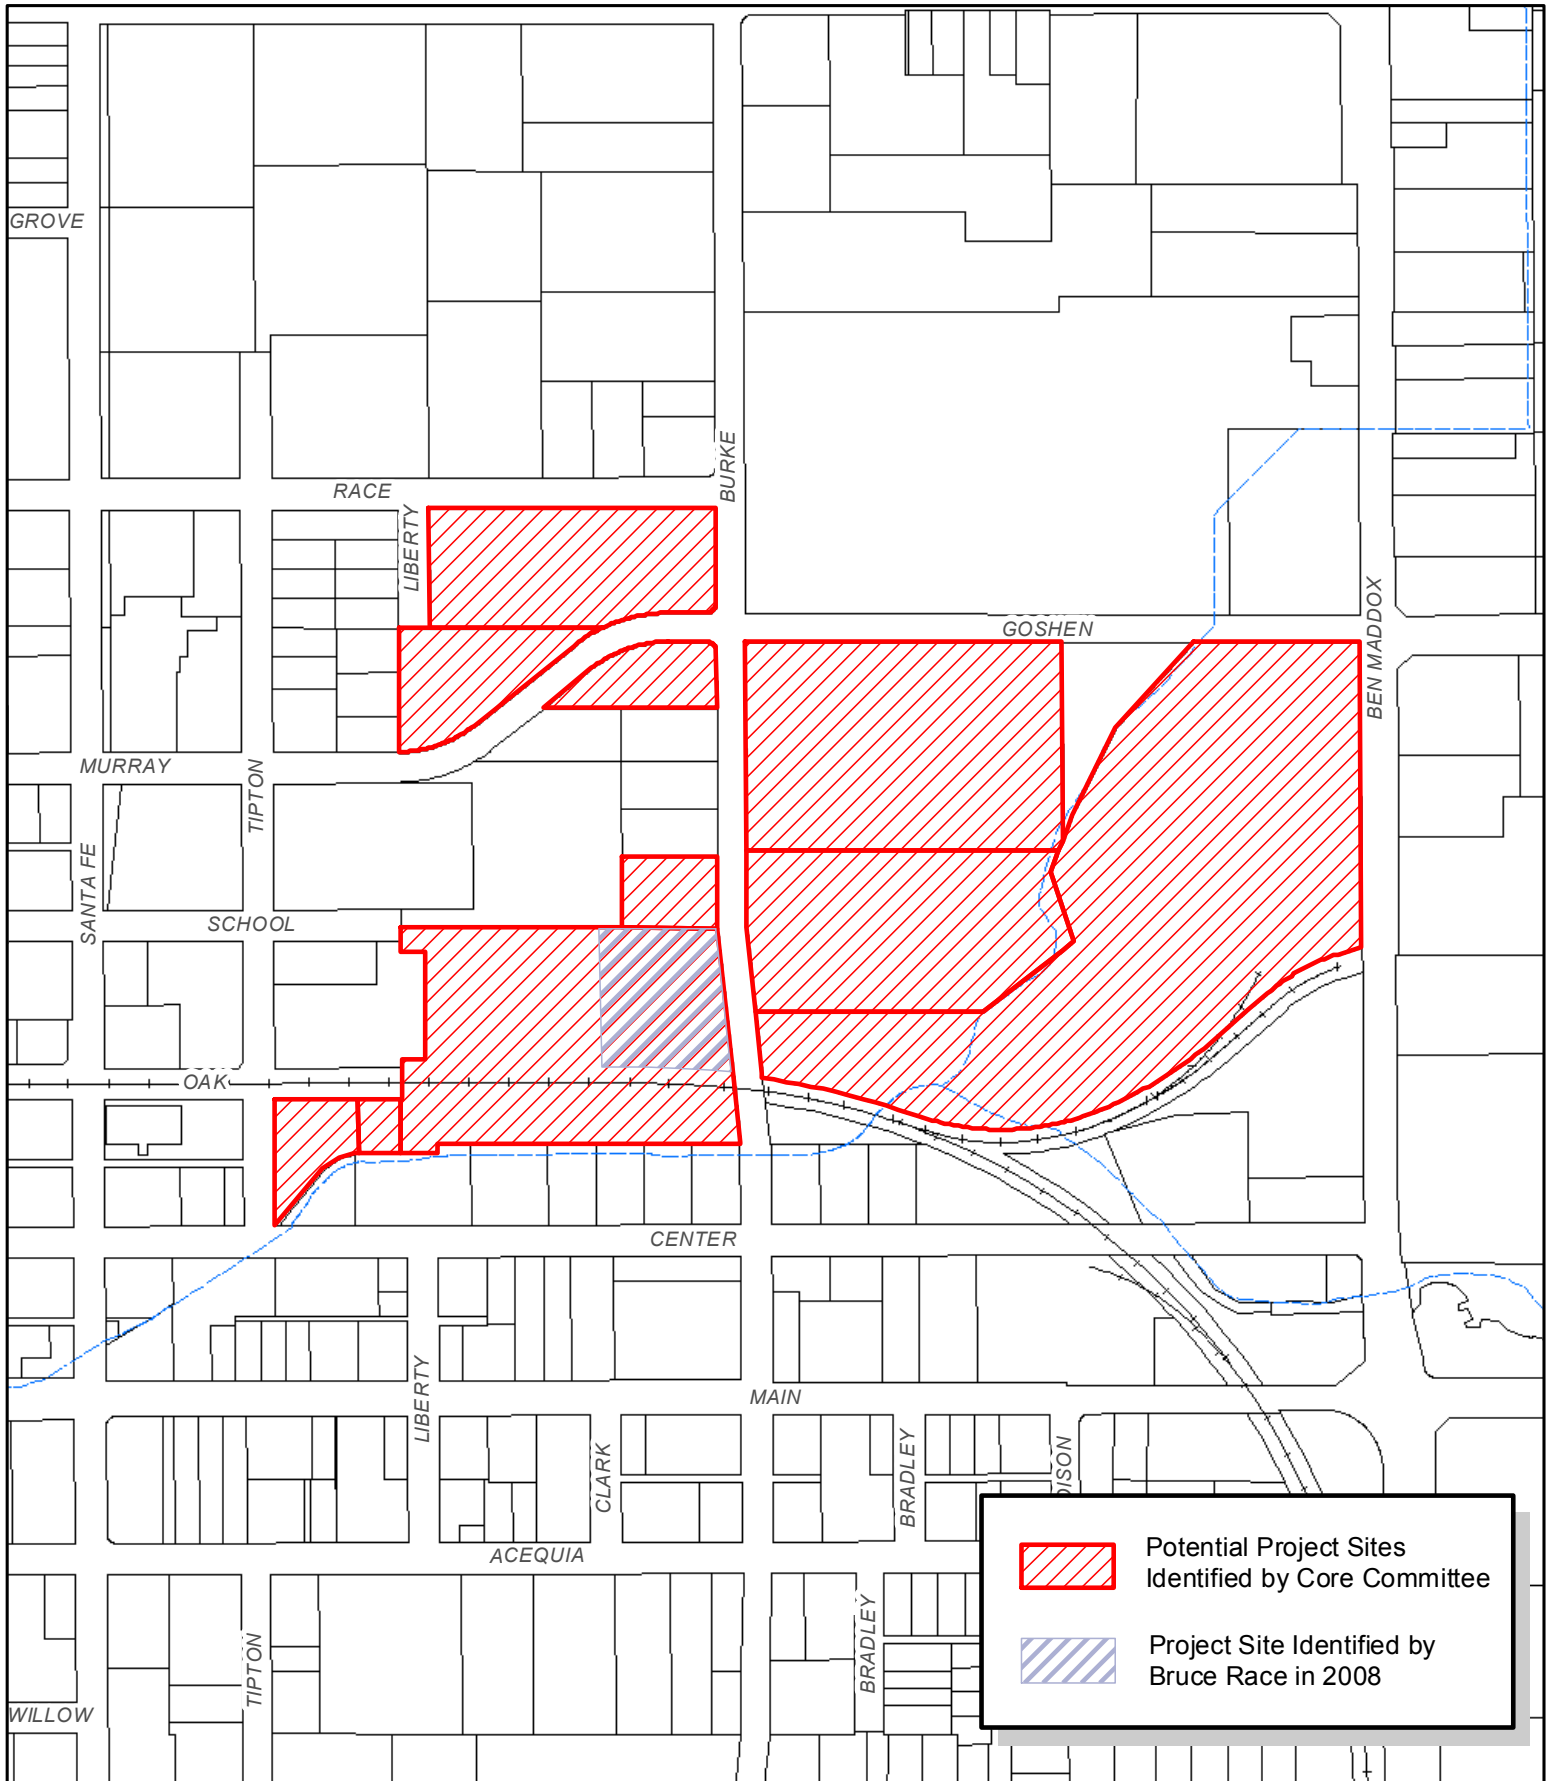 GROVE
BURKE
RACE
LIBERTY
BEN MADDOX
GOSHEN
MURRAY
TIPTON
SANTA FE
SCHOOL
OAK
CENTER
LIBERTY
MAIN
CLARK
BRADLEY
DISON
ACEQUIA
Potential Project Sites
Identified by Core Committee
BRADLEY
TIPTON
Project Site Identified by
Bruce Race in 2008
WILLOW